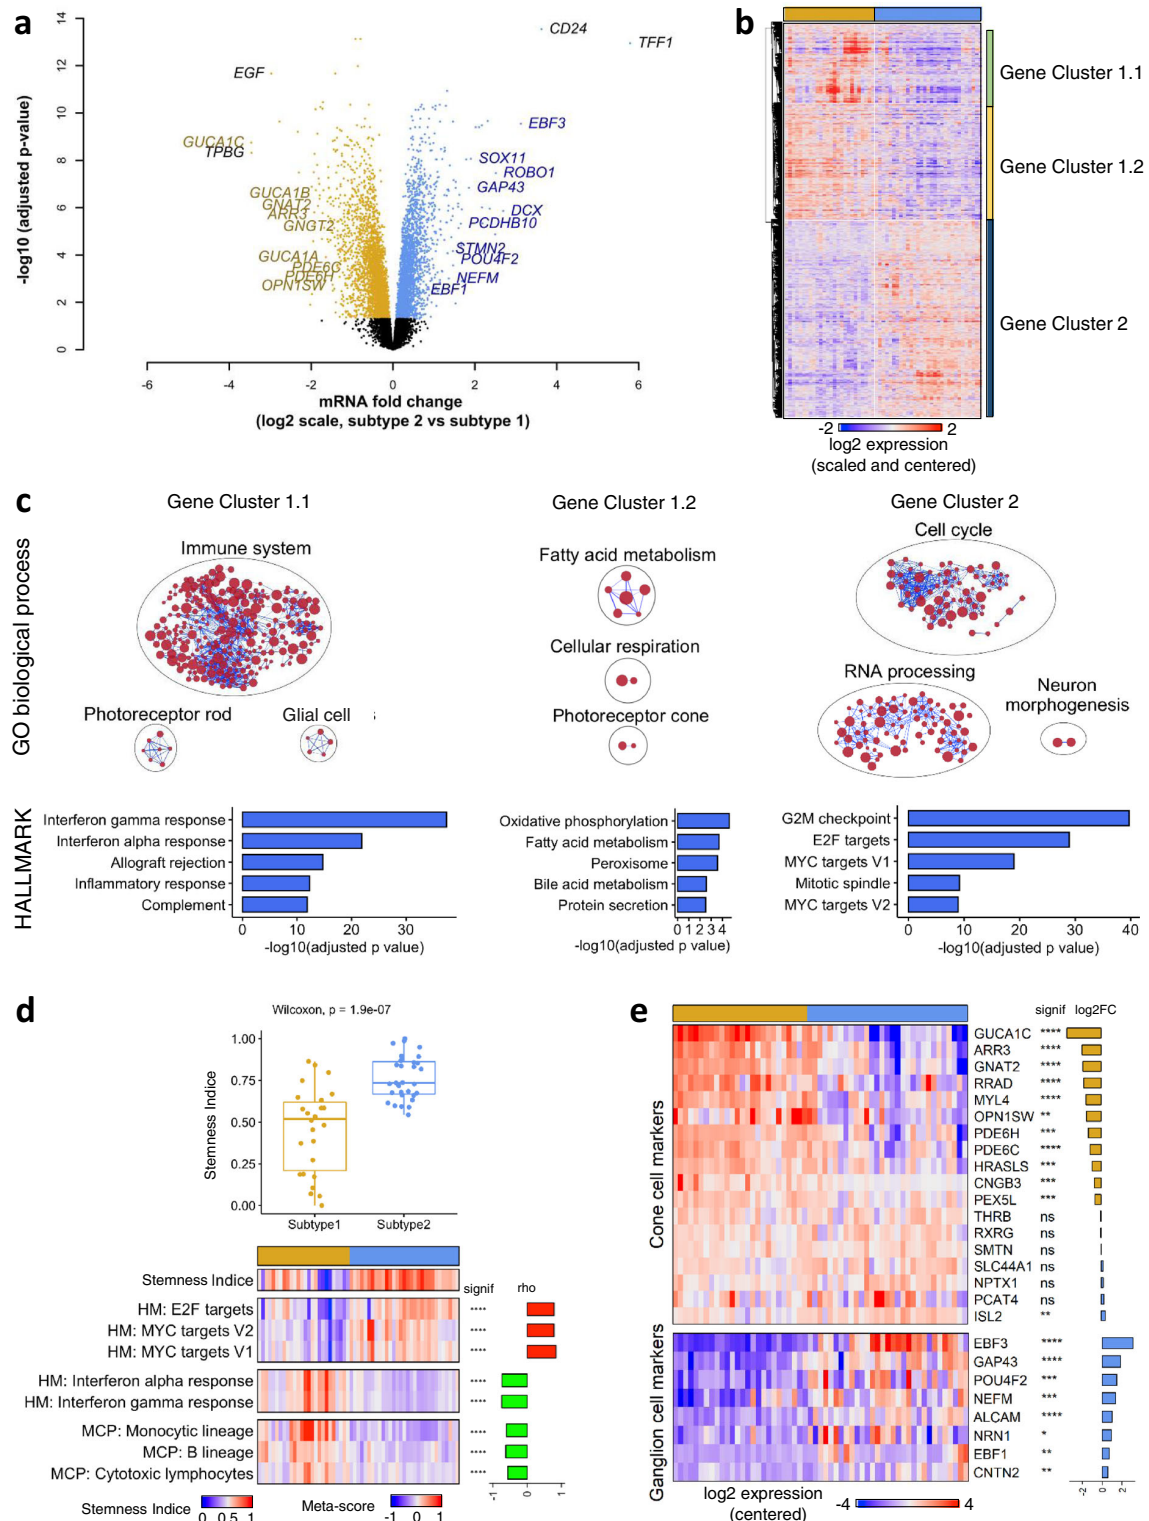 a
14
12
10
8
6
4
2
0
-log10 (adjusted p-value)
CD24
TFF1
EGF
EBF3
GUCA1C
TPBG
SOX11
ROBO1
GAP43
GUCA1B
GNAT2
ARR3
GNGT2
DCX
PCDHB10
GUCA1A
PDE6C
PDE6H
OPN1SW
STMN2
POU4F2
NEFM
EBF1
-6 -4 -2 0 2 4 6
mRNA fold change
(log2 scale, subtype 2 vs subtype 1)
b
Gene Cluster 1.1
Gene Cluster 1.2
Gene Cluster 2
-2 2
log2 expression
(scaled and centered)
c
GO biological process
Gene Cluster 1.1
Immune system
Photoreceptor rod
Glial cell
Gene Cluster 1.2
Fatty acid metabolism
Cellular respiration
Photoreceptor cone
Gene Cluster 2
Cell cycle
RNA processing
Neuron
morphogenesis
HALLMARK
Interferon gamma response
Interferon alpha response
Allograft rejection
Inflammatory response
Complement
0 10 20 30
-log10(adjusted p value)
Oxidative phosphorylation
Fatty acid metabolism
Peroxisome
Bile acid metabolism
Protein secretion
0 1 2 3 4
-log10(adjusted p value)
G2M checkpoint
E2F targets
MYC targets V1
Mitotic spindle
MYC targets V2
0 10 20 30 40
-log10(adjusted p value)
d
Wilcoxon, p = 1.9e-07
Stemness Indice
1.00
0.75
0.50
0.25
0.00
Subtype1 Subtype2
signif rho
Stemness Indice
HM: E2F targets ****
HM: MYC targets V2 ****
HM: MYC targets V1 ****
HM: Interferon alpha response ****
HM: Interferon gamma response ****
MCP: Monocytic lineage ****
MCP: B lineage ****
MCP: Cytotoxic lymphocytes ****
-1 0 1
Stemness Indice 0 0.5 1
Meta-score -1 0 1
e
signif log2FC
Cone cell markers
GUCA1C ****
ARR3 ****
GNAT2 ****
RRAD ****
MYL4 ****
OPN1SW **
PDE6H ***
PDE6C ****
HRASLS ***
CNGB3 ***
PEX5L ***
THRB ns
RXRG ns
SMTN ns
SLC44A1 ns
NPTX1 ns
PCAT4 ns
ISL2 **
Ganglion cell markers
EBF3 ****
GAP43 ****
POU4F2 ***
NEFM ***
ALCAM ****
NRN1 *
EBF1 **
CNTN2 **
-2 0 2
log2 expression
(centered)
-4 4